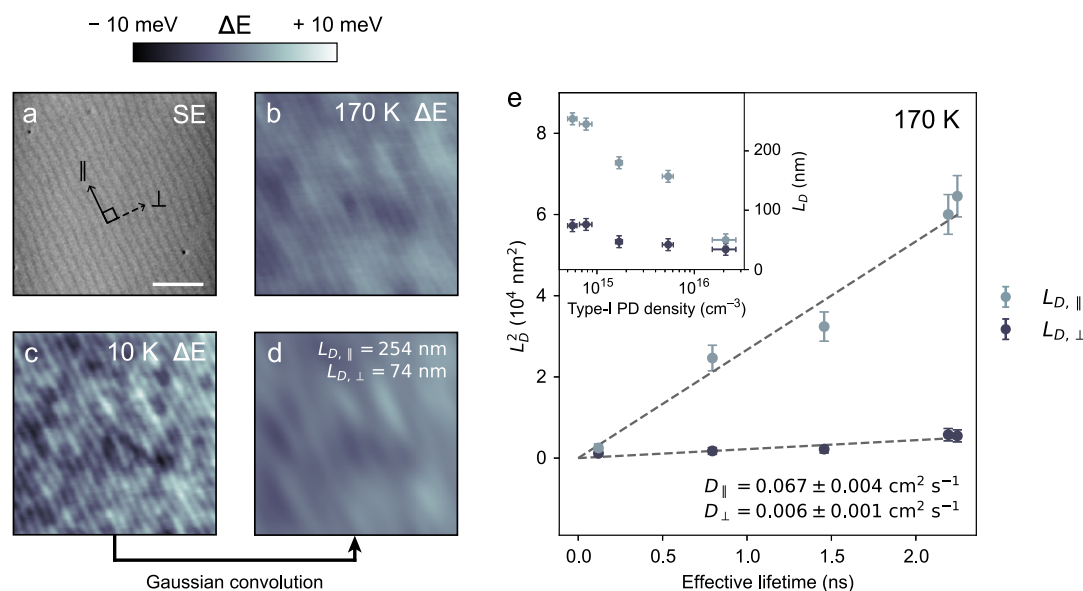 − 10 meV ΔE + 10 meV
a SE
∥
⊥
b 170 K ΔE
c 10 K ΔE
d L_{D, ∥} = 254 nm
L_{D, ⊥} = 74 nm
Gaussian convolution
e 170 K
L_D^2 (10^4 nm^2)
8
6
4
2
0
0.0 0.5 1.0 1.5 2.0
Effective lifetime (ns)
200
100
0
L_D (nm)
10^{15} 10^{16}
Type-I PD density (cm^{−3})
D_∥ = 0.067 ± 0.004 cm^2 s^{−1}
D_⊥ = 0.006 ± 0.001 cm^2 s^{−1}
L_{D, ∥}
L_{D, ⊥}